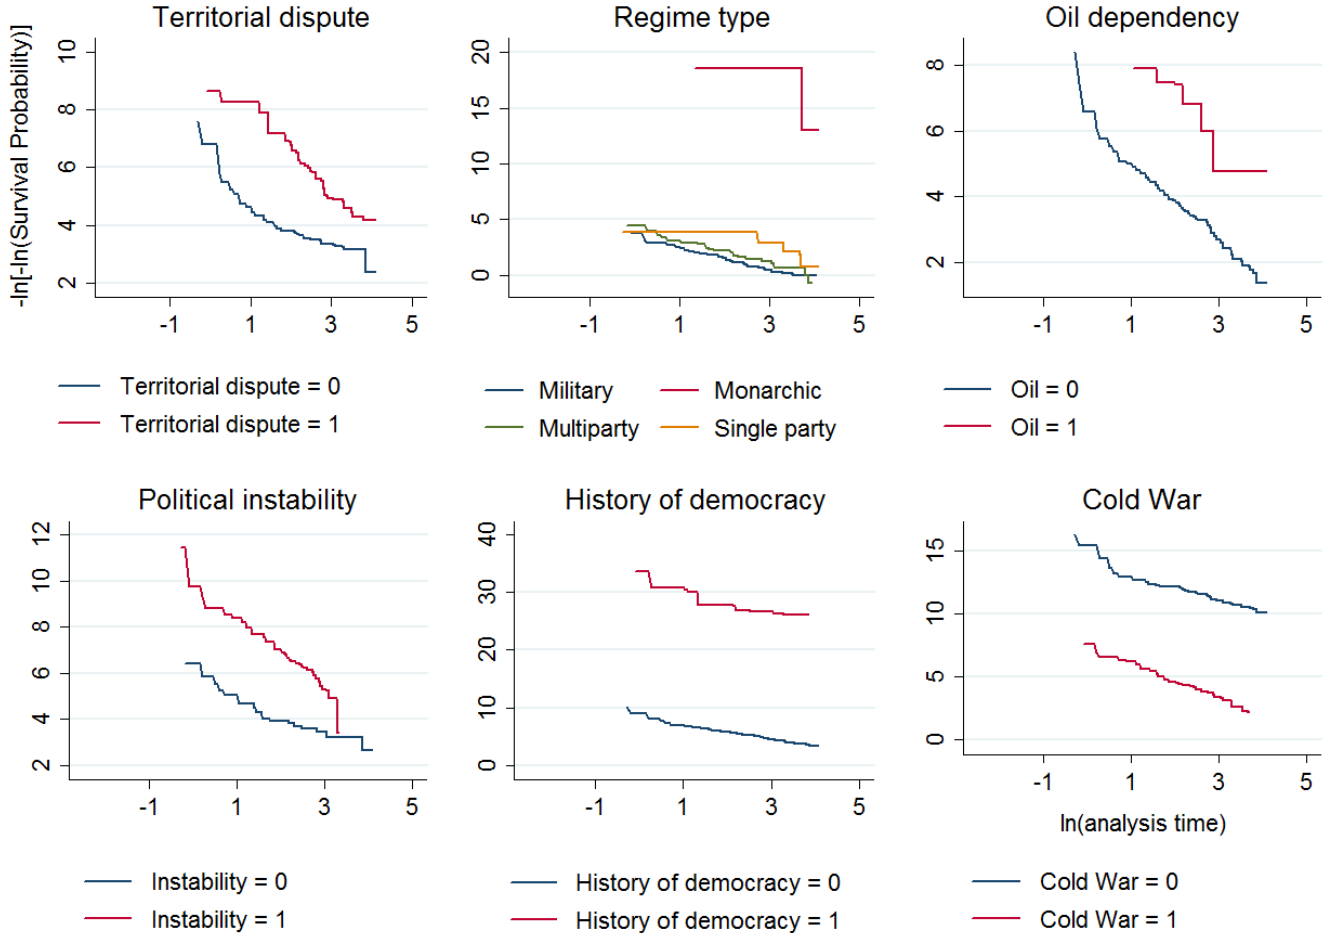 Territorial dispute
-ln[-ln(Survival Probability)]
10
8
6
4
2
-1 1 3 5
Territorial dispute = 0
Territorial dispute = 1
Regime type
20
15
10
5
0
-1 1 3 5
Military Monarchic
Multiparty Single party
Oil dependency
8
6
4
2
-1 1 3 5
Oil = 0
Oil = 1
Political instability
12
10
8
6
4
2
-1 1 3 5
Instability = 0
Instability = 1
History of democracy
40
30
20
10
0
-1 1 3 5
History of democracy = 0
History of democracy = 1
Cold War
15
10
5
0
-1 1 3 5
ln(analysis time)
Cold War = 0
Cold War = 1